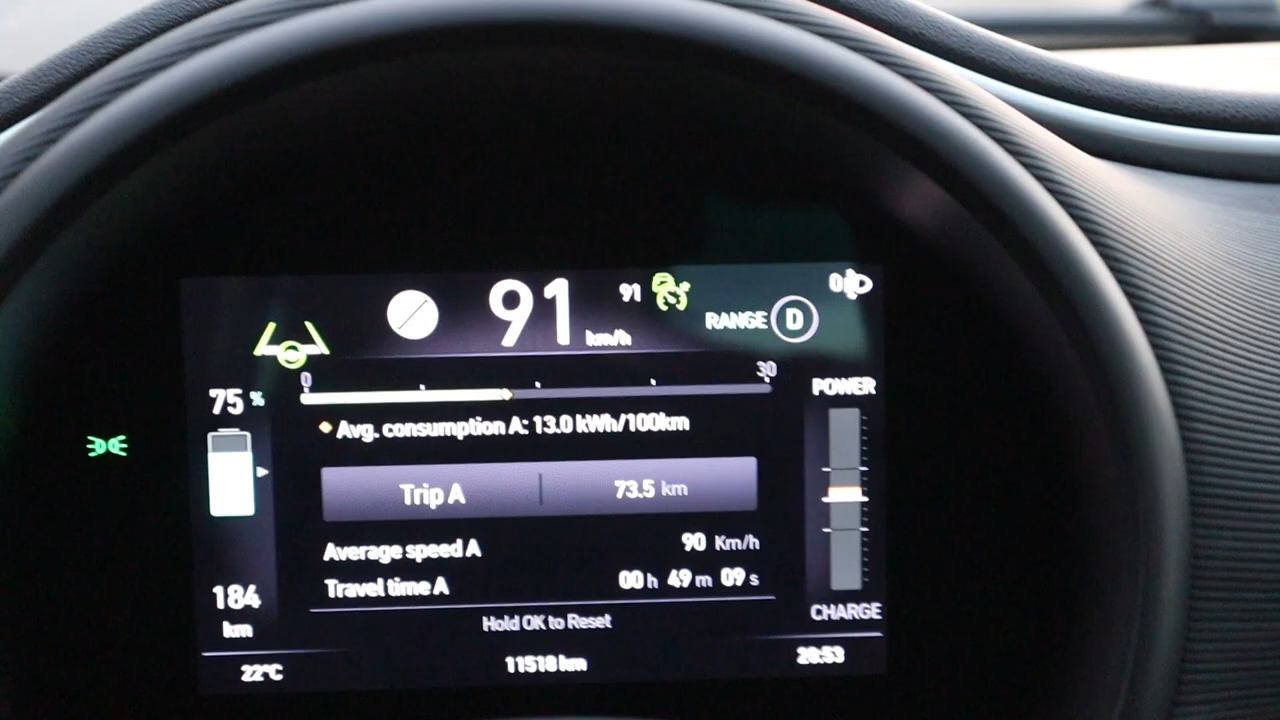 91 km/h 91
RANGE D
0 30
75 %
POWER
Avg. consumption A: 13.0 kWh/100km
Trip A 73.5 km
Average speed A 90 Km/h
Travel time A 00 h 49 m 09 s
184
km
CHARGE
Hold OK to Reset
22°C 11518 km 20:53